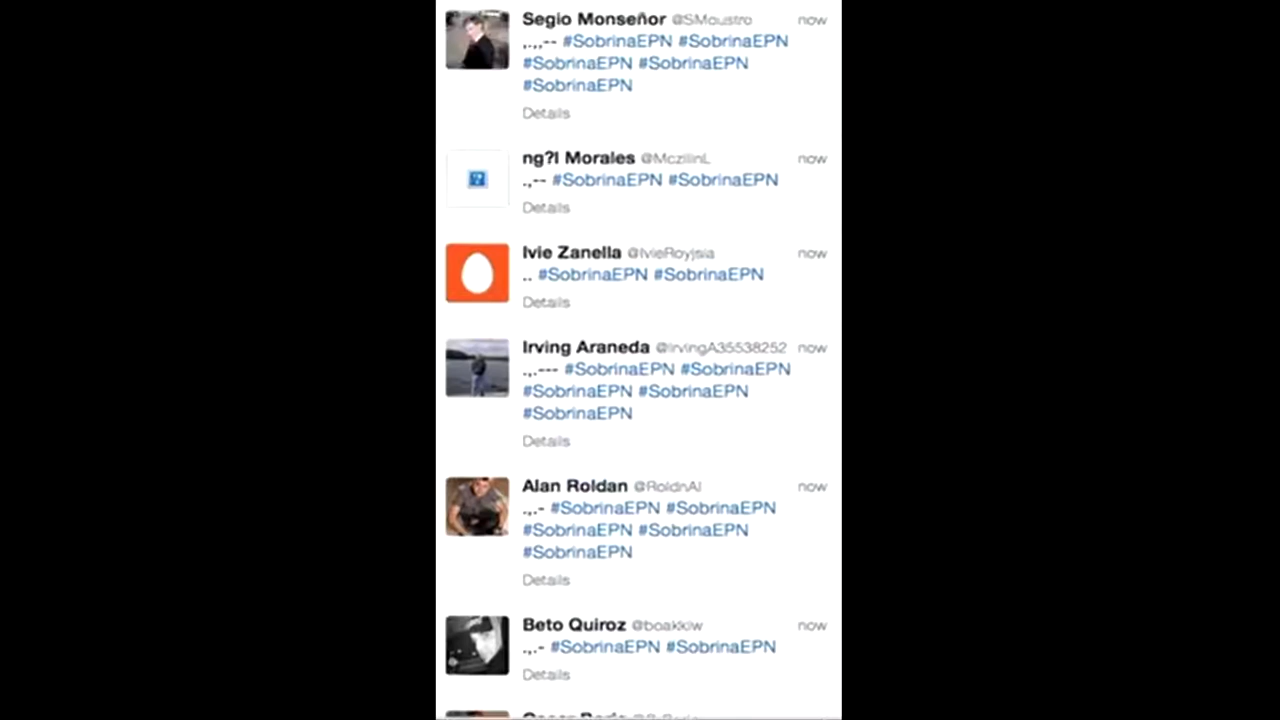 Segio Monseñor @SMoustro now
,.,,-- #SobrinaEPN #SobrinaEPN
#SobrinaEPN #SobrinaEPN
#SobrinaEPN
Details
ng?l Morales @MczilinL now
.,-- #SobrinaEPN #SobrinaEPN
Details
Ivie Zanella @IvieRoyjsia now
.. #SobrinaEPN #SobrinaEPN
Details
Irving Araneda @IrvingA35538252 now
.,.--- #SobrinaEPN #SobrinaEPN
#SobrinaEPN #SobrinaEPN
#SobrinaEPN
Details
Alan Roldan @RoldnAl now
.,.- #SobrinaEPN #SobrinaEPN
#SobrinaEPN #SobrinaEPN
#SobrinaEPN
Details
Beto Quiroz @boakkiw now
.,.- #SobrinaEPN #SobrinaEPN
Details